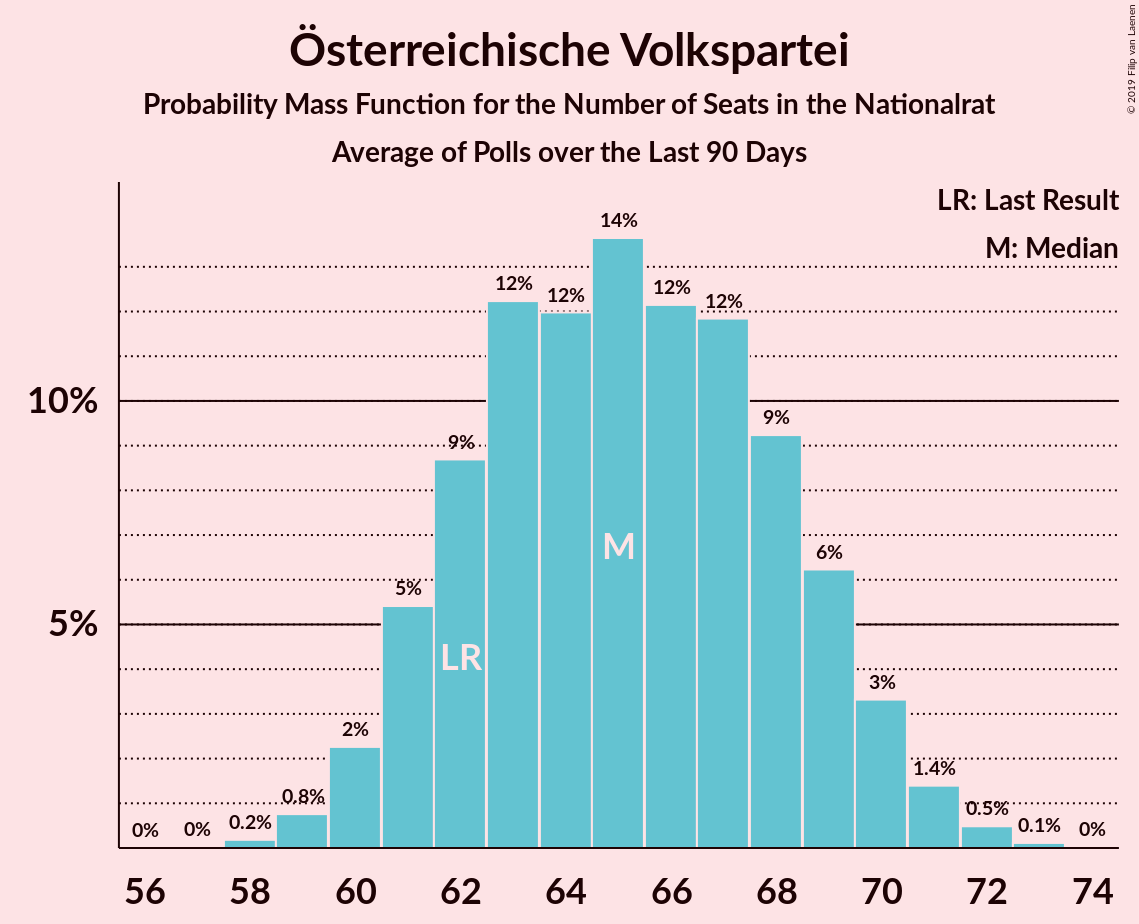 Österreichische Volkspartei
Probability Mass Function for the Number of Seats in the Nationalrat
Average of Polls over the Last 90 Days
© 2019 Filip van Laenen
LR: Last Result
M: Median
14%
12%
12%
12%
12%
10%
9%
9%
M
6%
5%
5%
LR
3%
2%
1.4%
0.8%
0.5%
0%
0%
0.2%
0.1%
0%
56 58 60 62 64 66 68 70 72 74